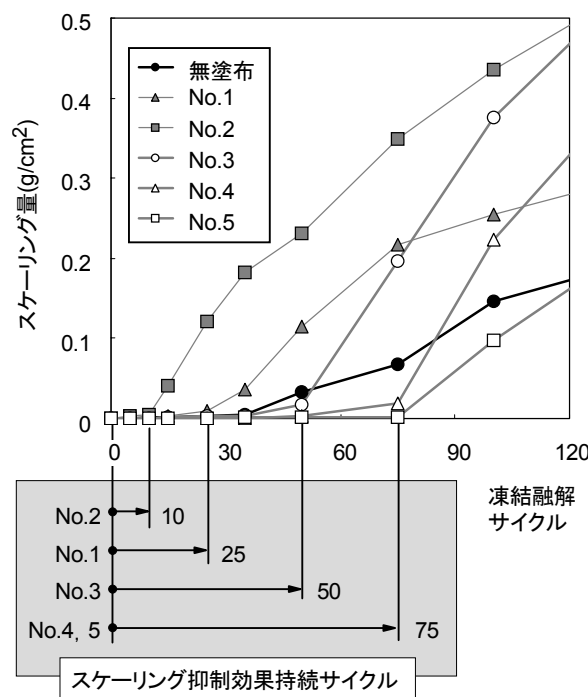 0.5
0.4
0.3
0.2
0.1
0
スケーリング量(g/cm²)
無塗布
No.1
No.2
No.3
No.4
No.5
0 30 60 90 120
凍結融解
サイクル
No.2 10
No.1 25
No.3 50
No.4, 5 75
スケーリング抑制効果持続サイクル